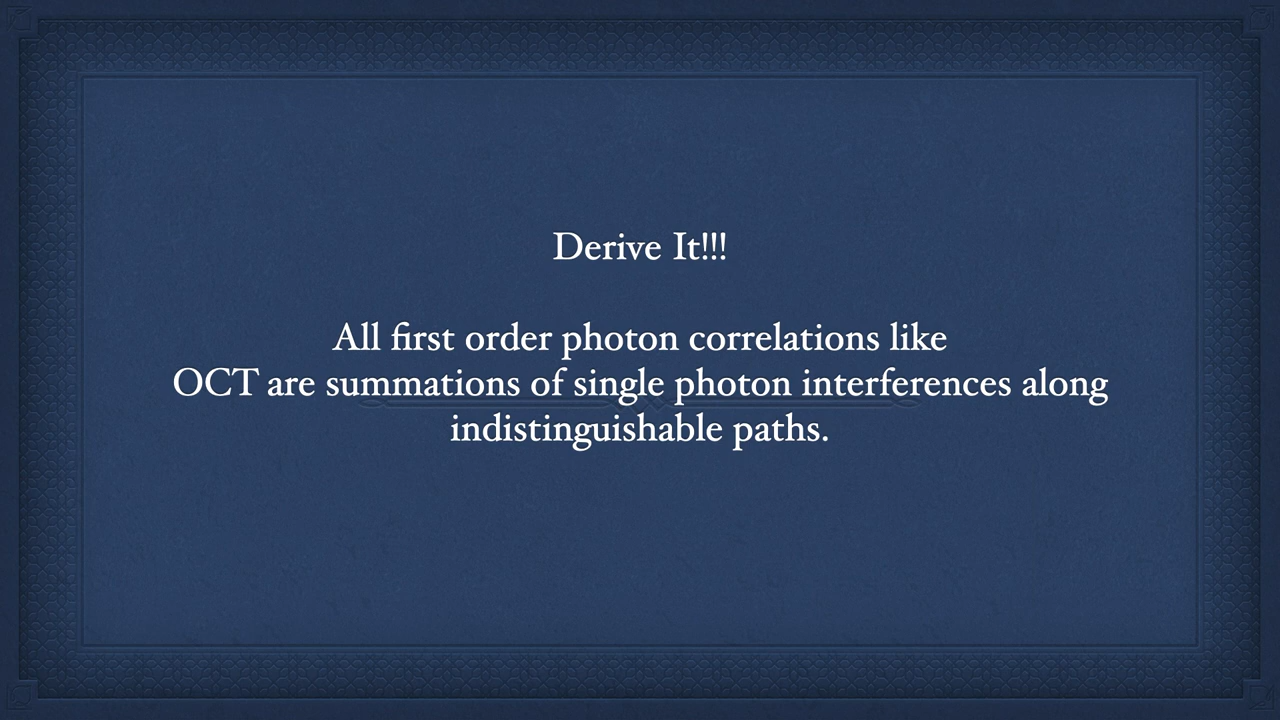 Derive It!!!
All first order photon correlations like
OCT are summations of single photon interferences along
indistinguishable paths.